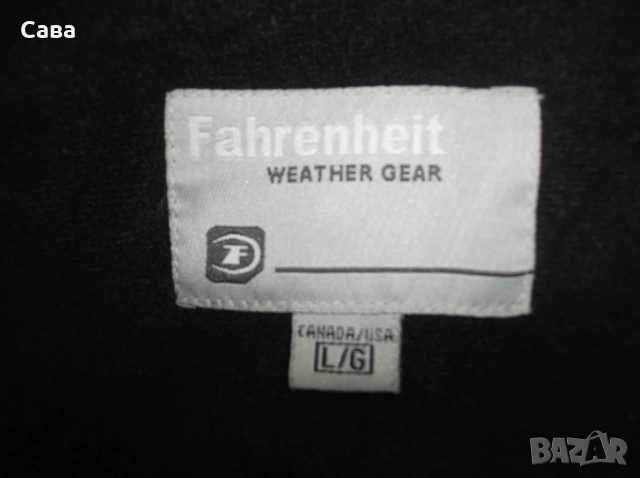 Сава
Fahrenheit
WEATHER GEAR
F
CANADA/USA
L/G
BAZAR